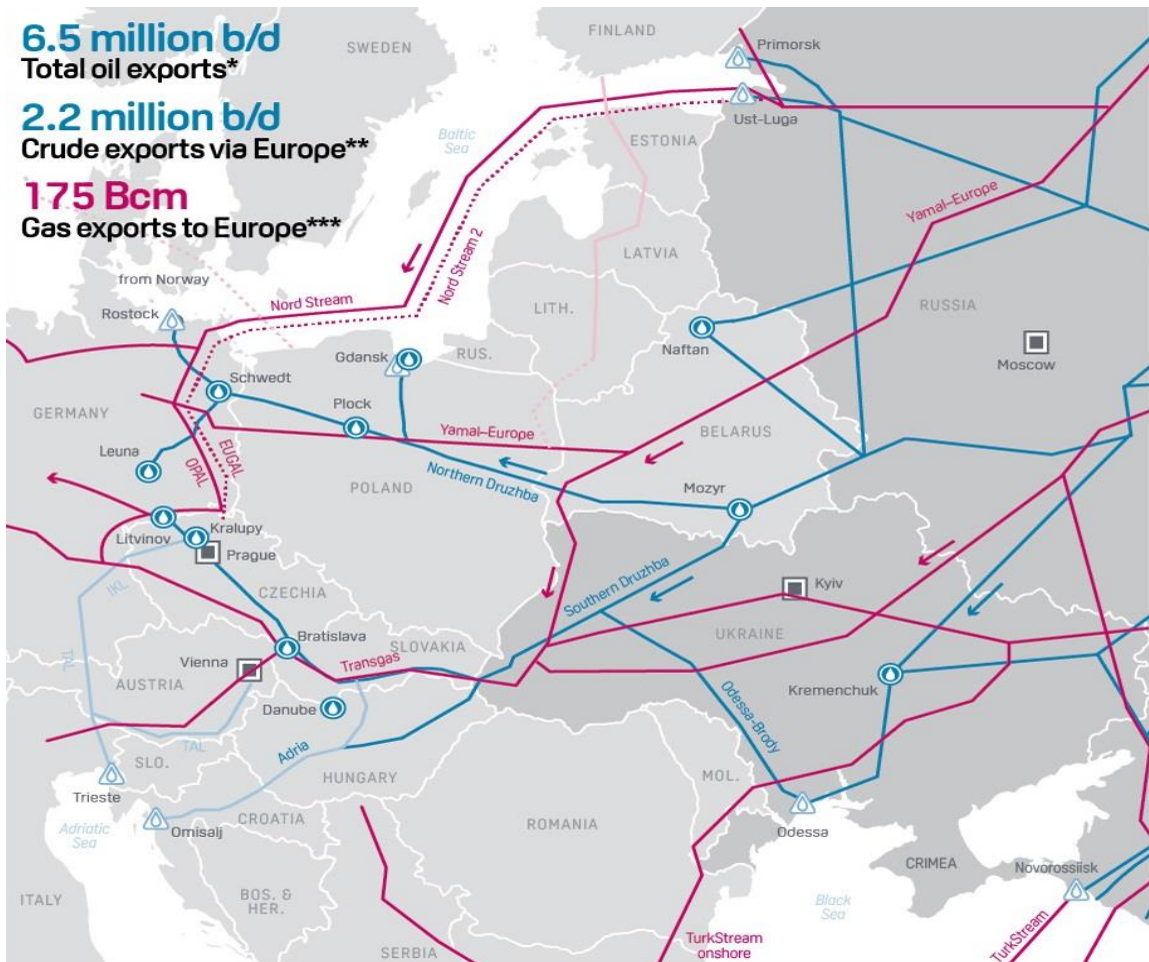 6.5 million b/d
Total oil exports*
2.2 million b/d
Crude exports via Europe**
175 Bcm
Gas exports to Europe***
SWEDEN
FINLAND
Primorsk
Ust-Luga
Baltic
Sea
ESTONIA
Yamal–Europe
LATVIA
Nord Stream 2
from Norway
Nord Stream
Rostock
LITH.
RUSSIA
Gdansk
RUS.
Naftan
Moscow
Schwedt
GERMANY
Plock
Yamal–Europe
BELARUS
Leuna
EUGAL
OPAL
Northern Druzhba
POLAND
Mozyr
Kralupy
Litvinov
Prague
IKL
CZECHIA
Southern Druzhba
Kyiv
UKRAINE
Bratislava
SLOVAKIA
TAL
Vienna
Transgas
AUSTRIA
Danube
Kremenchuk
Odessa-Brody
TAL
Adria
SLO.
HUNGARY
MOL.
Trieste
Omisalj
CROATIA
ROMANIA
Odessa
Adriatic
Sea
CRIMEA
Novorossiisk
ITALY
BOS. &
HER.
Black
Sea
SERBIA
TurkStream
onshore
TurkStream